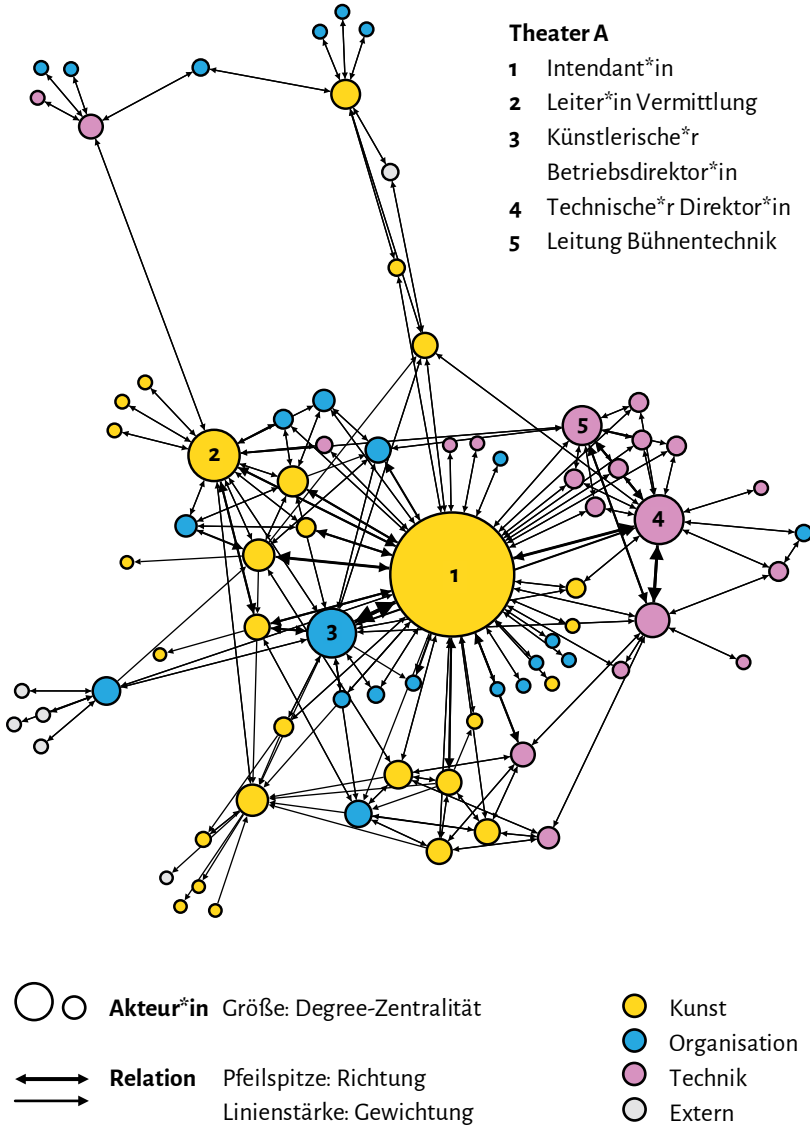 Theater A
1 Intendant*in
2 Leiter*in Vermittlung
3 Künstlerische*r
Betriebsdirektor*in
4 Technische*r Direktor*in
5 Leitung Bühnentechnik
5
2
4
1
3
Akteur*in Größe: Degree-Zentralität
Relation Pfeilspitze: Richtung
Linienstärke: Gewichtung
Kunst
Organisation
Technik
Extern